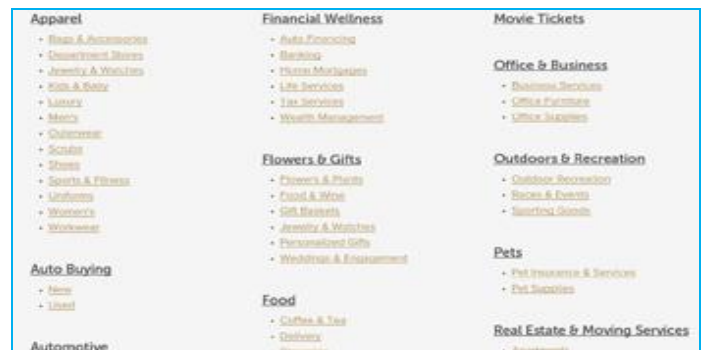 Apparel
Bags & Accessories
Department Stores
Jewelry & Watches
Kids & Baby
Luxury
Men's
Outerwear
Scrubs
Shoes
Sports & Fitness
Uniforms
Women's
Workwear
Auto Buying
New
Used
Automotive
Financial Wellness
Auto Financing
Banking
Home Mortgages
Life Services
Tax Services
Wealth Management
Flowers & Gifts
Flowers & Plants
Food & Wine
Gift Baskets
Jewelry & Watches
Personalized Gifts
Weddings & Engagement
Food
Coffee & Tea
Delivery
Movie Tickets
Office & Business
Business Services
Office Furniture
Office Supplies
Outdoors & Recreation
Outdoor Recreation
Races & Events
Sporting Goods
Pets
Pet Insurance & Services
Pet Supplies
Real Estate & Moving Services